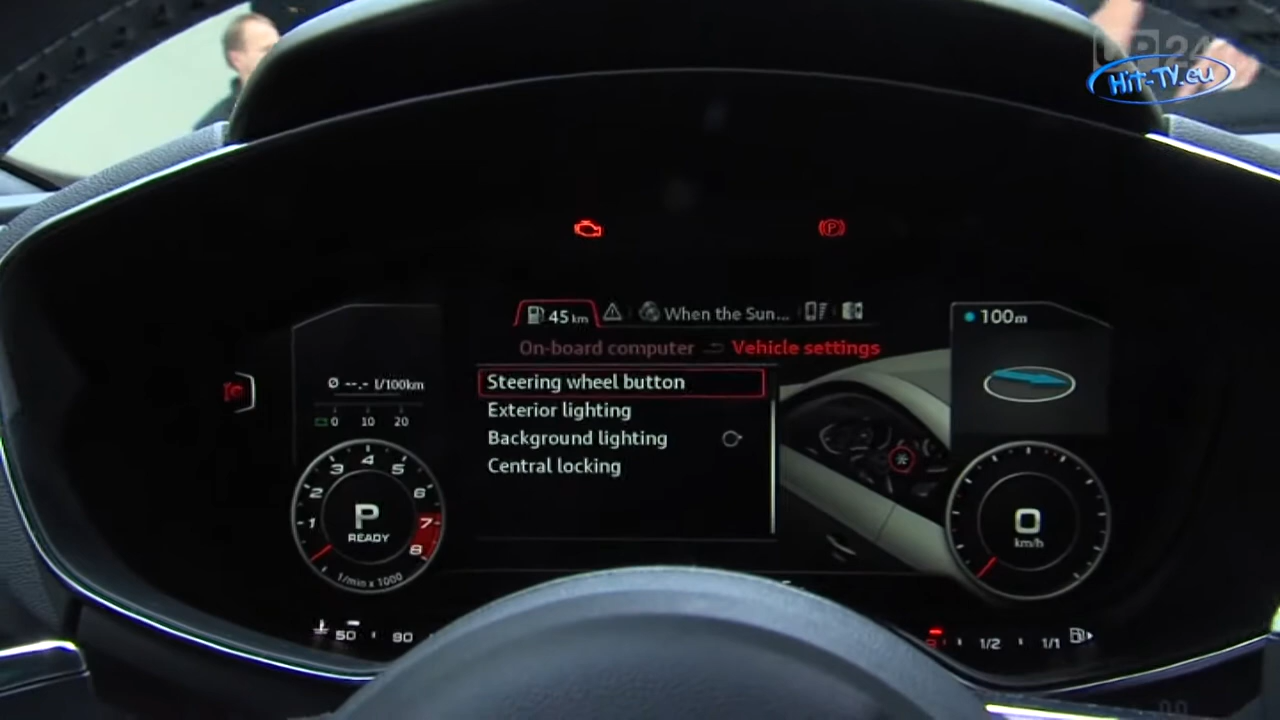 UP24
Hit-TV.eu
45 km
When the Sun...
100m
On-board computer
Vehicle settings
Steering wheel button
Exterior lighting
Background lighting
Central locking
Ø --.- l/100km
0 10 20
1 2 3 4 5 6 7 8
P
READY
1/min x 1000
0
km/h
50 90
1/2 1/1